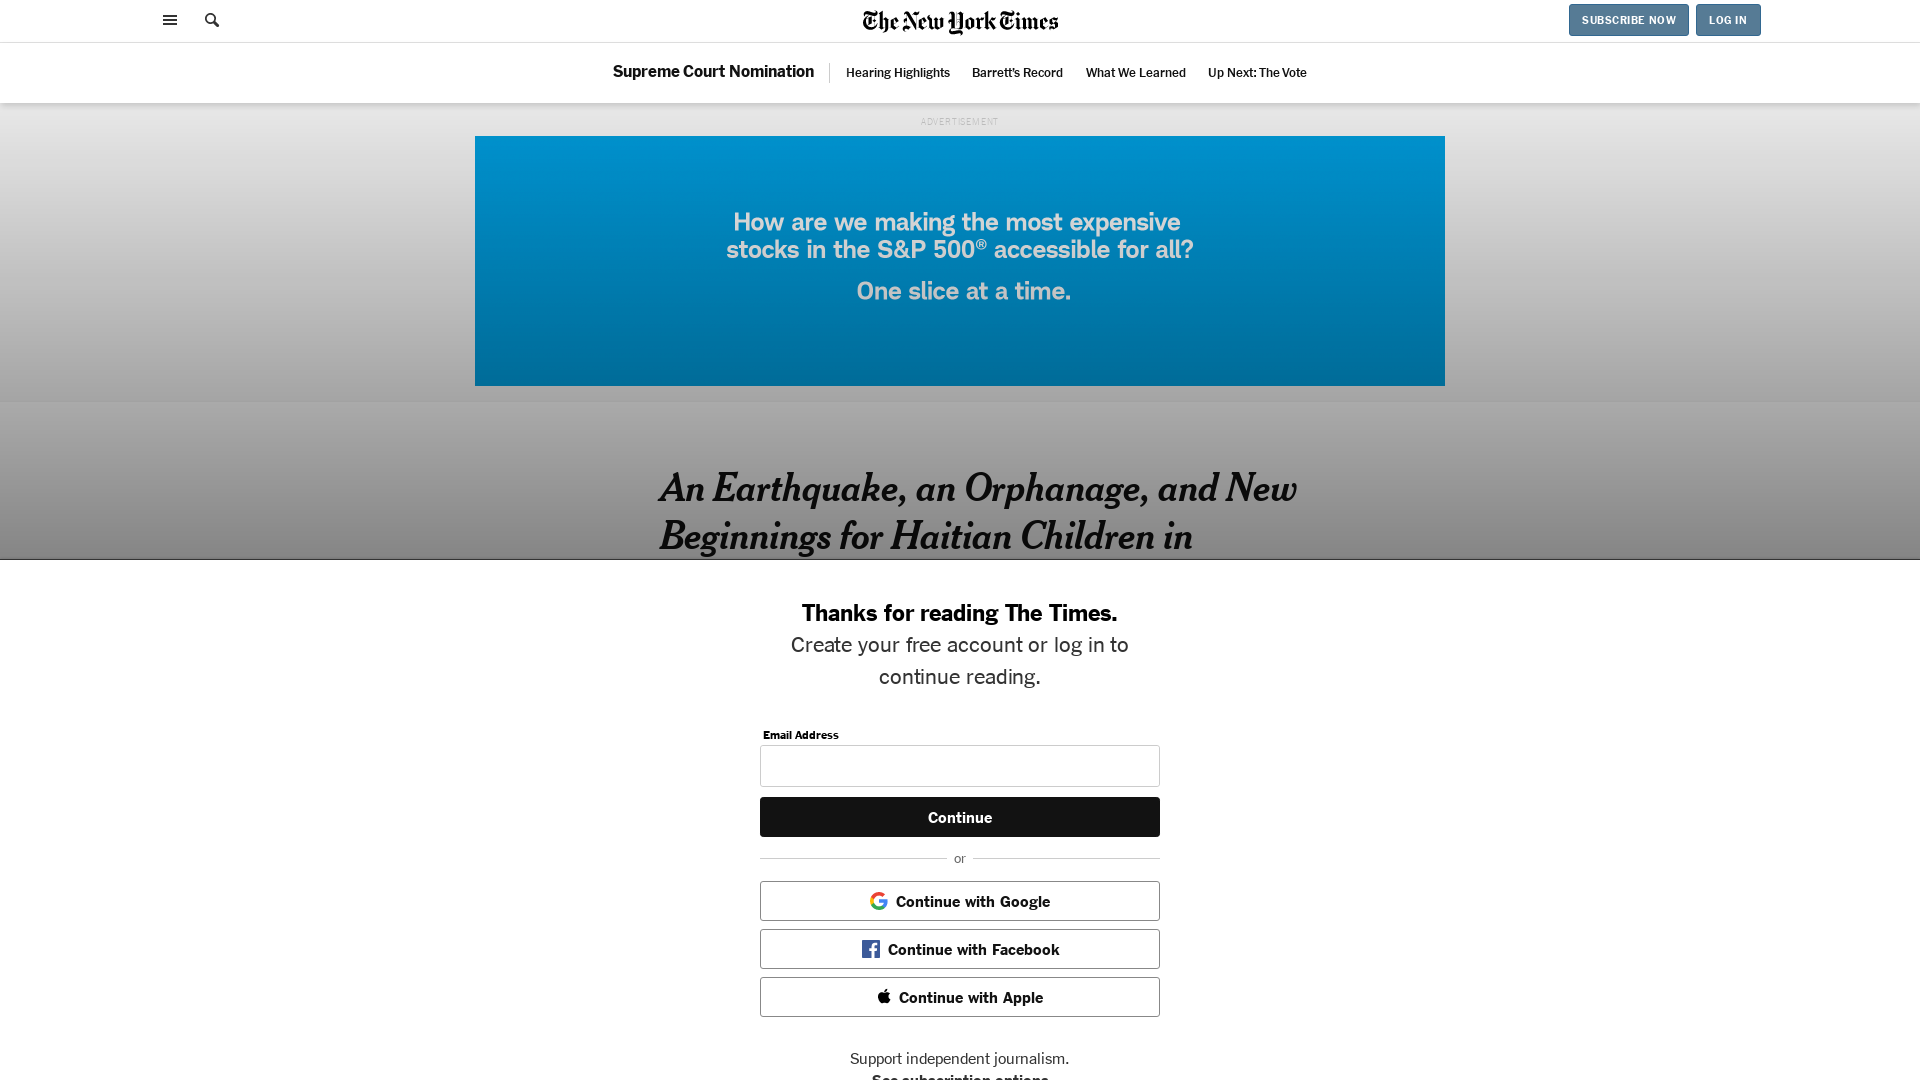 The New York Times
SUBSCRIBE NOW
LOG IN
Supreme Court Nomination
Hearing Highlights
Barrett's Record
What We Learned
Up Next: The Vote
ADVERTISEMENT
How are we making the most expensive
stocks in the S&P 500® accessible for all?
One slice at a time.
An Earthquake, an Orphanage, and New
Beginnings for Haitian Children in
Thanks for reading The Times.
Create your free account or log in to
continue reading.
Email Address
Continue
or
Continue with Google
Continue with Facebook
Continue with Apple
Support independent journalism.
See subscription options.